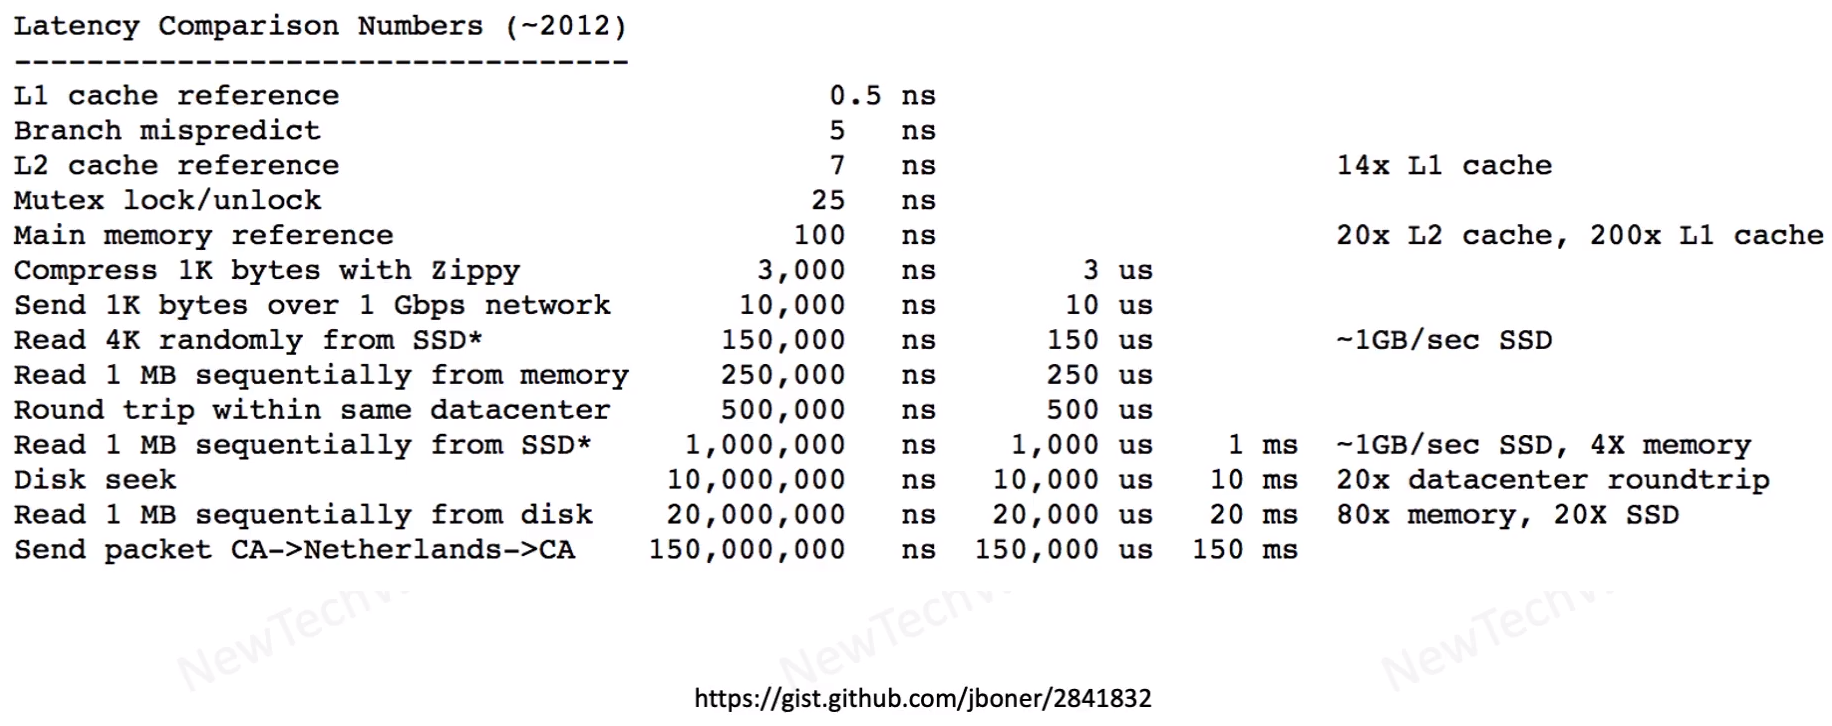 Latency Comparison Numbers (~2012)
----------------------------------
L1 cache reference 0.5 ns
Branch mispredict 5 ns
L2 cache reference 7 ns 14x L1 cache
Mutex lock/unlock 25 ns
Main memory reference 100 ns 20x L2 cache, 200x L1 cache
Compress 1K bytes with Zippy 3,000 ns 3 us
Send 1K bytes over 1 Gbps network 10,000 ns 10 us
Read 4K randomly from SSD* 150,000 ns 150 us ~1GB/sec SSD
Read 1 MB sequentially from memory 250,000 ns 250 us
Round trip within same datacenter 500,000 ns 500 us
Read 1 MB sequentially from SSD* 1,000,000 ns 1,000 us 1 ms ~1GB/sec SSD, 4X memory
Disk seek 10,000,000 ns 10,000 us 10 ms 20x datacenter roundtrip
Read 1 MB sequentially from disk 20,000,000 ns 20,000 us 20 ms 80x memory, 20X SSD
Send packet CA->Netherlands->CA 150,000,000 ns 150,000 us 150 ms
https://gist.github.com/jboner/2841832